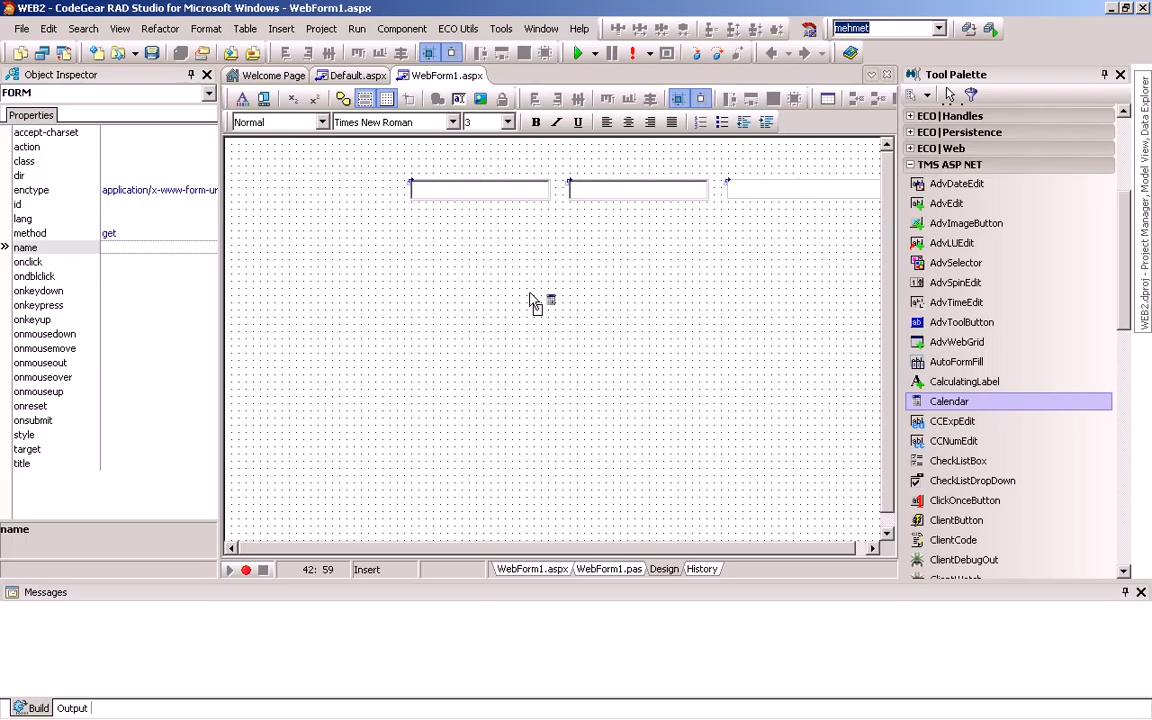 WEB2 - CodeGear RAD Studio for Microsoft Windows - WebForm1.aspx
File Edit Search View Refactor Format Table Insert Project Run Component ECO Utils Tools Window Help mehmet
Object Inspector
Welcome Page Default.aspx WebForm1.aspx
Tool Palette
FORM
Properties
Normal Times New Roman 3 B I U
accept-charset
action
class
dir
enctype application/x-www-form-ur
id
lang
method get
name
onclick
ondblclick
onkeydown
onkeypress
onkeyup
onmousedown
onmousemove
onmouseout
onmouseover
onmouseup
onreset
onsubmit
style
target
title
name
ECO|Handles
ECO|Persistence
ECO|Web
TMS ASP NET
AdvDateEdit
AdvEdit
AdvImageButton
AdvLUEdit
AdvSelector
AdvSpinEdit
AdvTimeEdit
AdvToolButton
AdvWebGrid
AutoFormFill
CalculatingLabel
Calendar
CCExpEdit
CCNumEdit
CheckListBox
CheckListDropDown
ClickOnceButton
ClientButton
ClientCode
ClientDebugOut
WEB2.dproj - Project Manager, Model View, Data Explorer
42: 59 Insert WebForm1.aspx WebForm1.pas Design History
Messages
Build Output